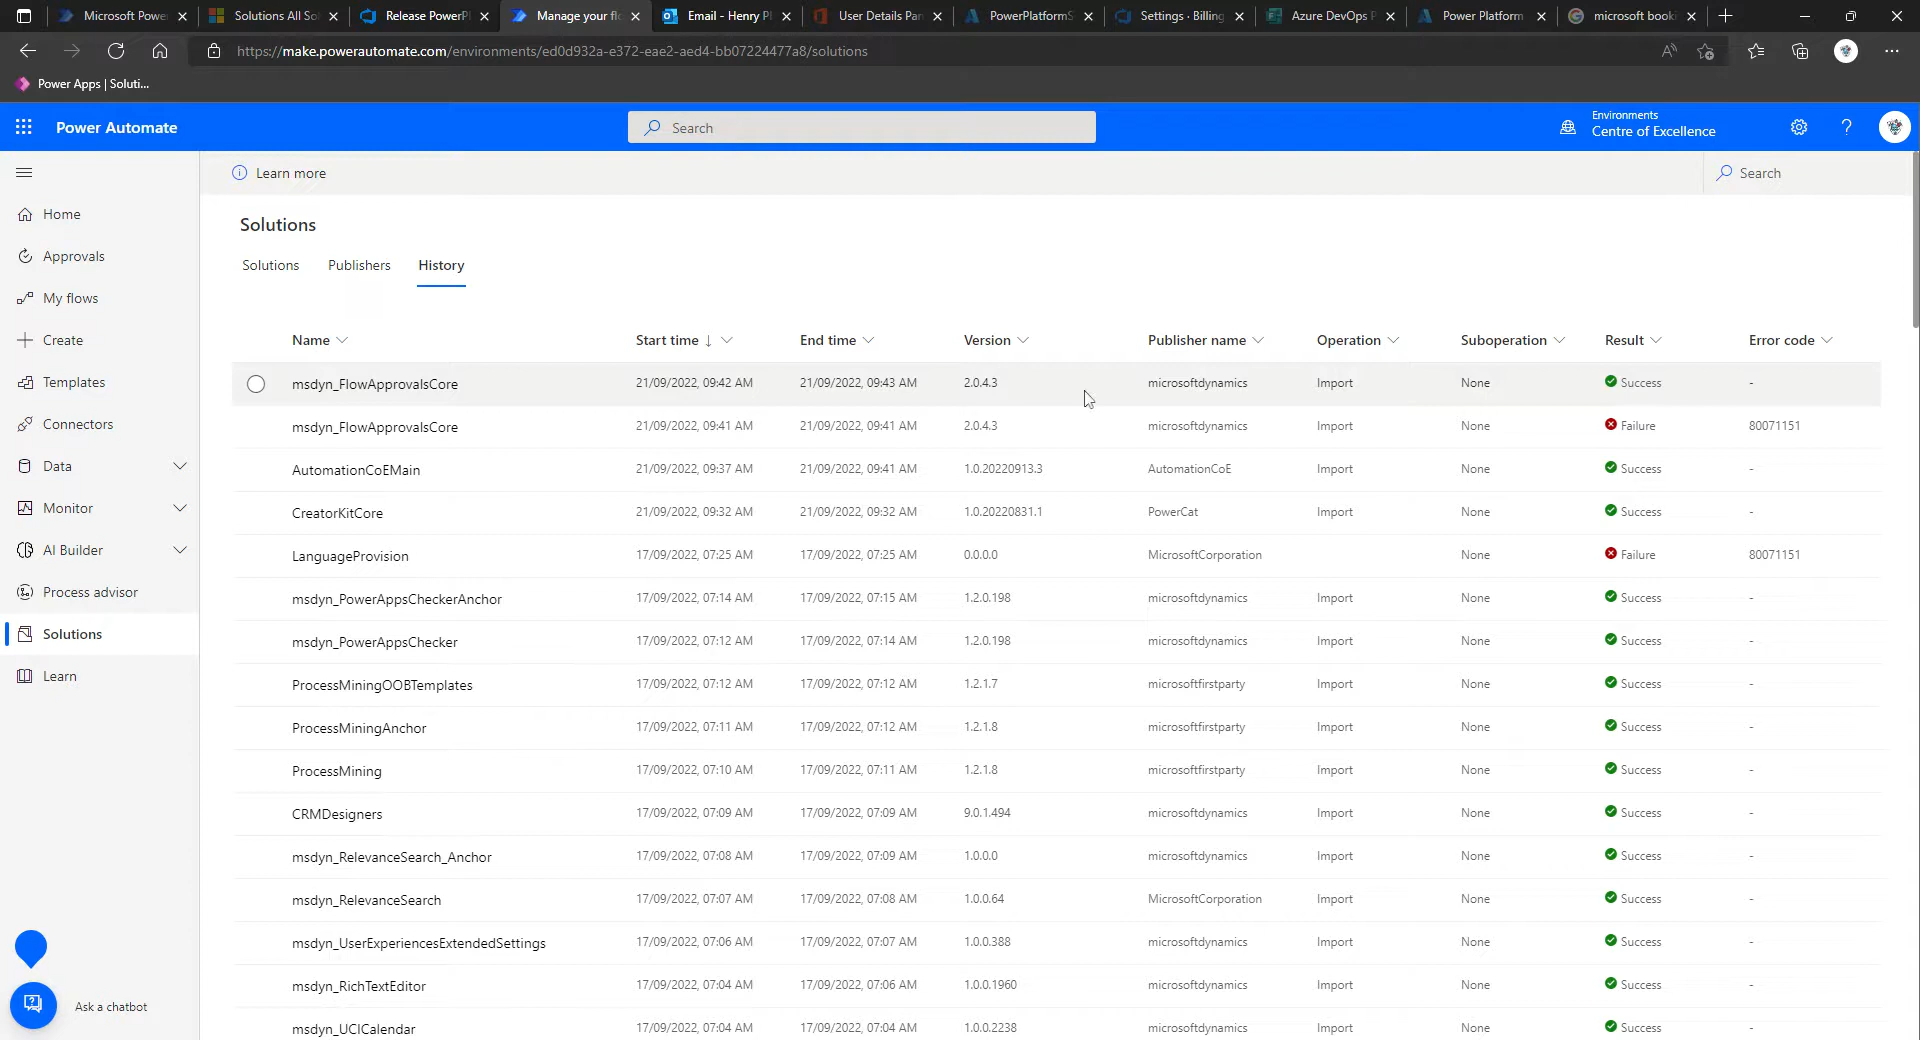 Microsoft Power
Solutions All So
Release PowerPl
Manage your fl
Email - Henry P
User Details Pa
PowerPlatformS
Settings · Billing
Azure DevOps P
Power Platform
microsoft book
https://make.powerautomate.com/environments/ed0d932a-e372-eae2-aed4-bb07224477a8/solutions
Power Apps | Soluti...
Power Automate
Search
Environments
Centre of Excellence
Learn more
Search
Home
Approvals
My flows
Create
Templates
Connectors
Data
Monitor
AI Builder
Process advisor
Solutions
Learn
Ask a chatbot
Solutions
Solutions Publishers History
Name Start time End time Version Publisher name Operation Suboperation Result Error code
msdyn_FlowApprovalsCore 21/09/2022, 09:42 AM 21/09/2022, 09:43 AM 2.0.4.3 microsoftdynamics Import None Success -
msdyn_FlowApprovalsCore 21/09/2022, 09:41 AM 21/09/2022, 09:41 AM 2.0.4.3 microsoftdynamics Import None Failure 80071151
AutomationCoEMain 21/09/2022, 09:37 AM 21/09/2022, 09:41 AM 1.0.20220913.3 AutomationCoE Import None Success -
CreatorKitCore 21/09/2022, 09:32 AM 21/09/2022, 09:32 AM 1.0.20220831.1 PowerCat Import None Success -
LanguageProvision 17/09/2022, 07:25 AM 17/09/2022, 07:25 AM 0.0.0.0 MicrosoftCorporation None Failure 80071151
msdyn_PowerAppsCheckerAnchor 17/09/2022, 07:14 AM 17/09/2022, 07:15 AM 1.2.0.198 microsoftdynamics Import None Success -
msdyn_PowerAppsChecker 17/09/2022, 07:12 AM 17/09/2022, 07:14 AM 1.2.0.198 microsoftdynamics Import None Success -
ProcessMiningOOBTemplates 17/09/2022, 07:12 AM 17/09/2022, 07:12 AM 1.2.1.7 microsoftfirstparty Import None Success -
ProcessMiningAnchor 17/09/2022, 07:11 AM 17/09/2022, 07:12 AM 1.2.1.8 microsoftfirstparty Import None Success -
ProcessMining 17/09/2022, 07:10 AM 17/09/2022, 07:11 AM 1.2.1.8 microsoftfirstparty Import None Success -
CRMDesigners 17/09/2022, 07:09 AM 17/09/2022, 07:09 AM 9.0.1.494 microsoftdynamics Import None Success -
msdyn_RelevanceSearch_Anchor 17/09/2022, 07:08 AM 17/09/2022, 07:09 AM 1.0.0.0 microsoftdynamics Import None Success -
msdyn_RelevanceSearch 17/09/2022, 07:07 AM 17/09/2022, 07:08 AM 1.0.0.64 MicrosoftCorporation Import None Success -
msdyn_UserExperiencesExtendedSettings 17/09/2022, 07:06 AM 17/09/2022, 07:07 AM 1.0.0.388 microsoftdynamics Import None Success -
msdyn_RichTextEditor 17/09/2022, 07:04 AM 17/09/2022, 07:06 AM 1.0.0.1960 microsoftdynamics Import None Success -
msdyn_UCICalendar 17/09/2022, 07:04 AM 17/09/2022, 07:04 AM 1.0.0.2238 microsoftdynamics Import None Success -